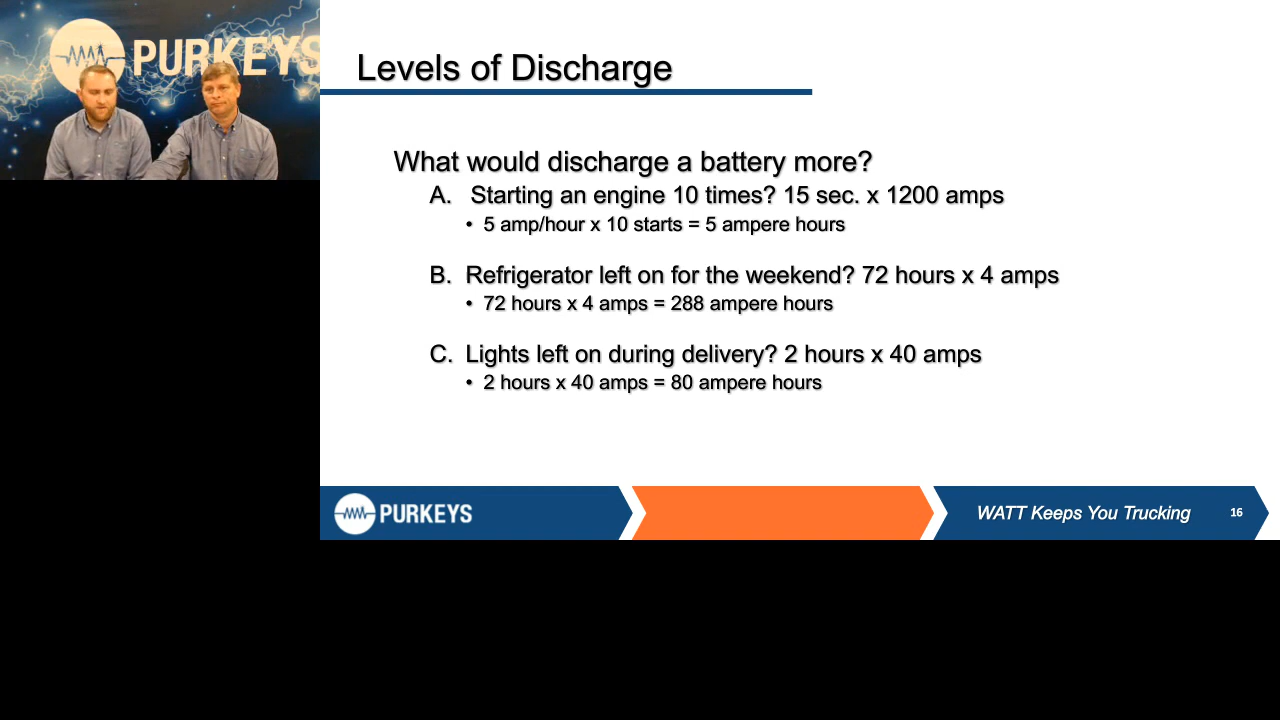 PURKEYS
Levels of Discharge
What would discharge a battery more?
A. Starting an engine 10 times? 15 sec. x 1200 amps
• 5 amp/hour x 10 starts = 5 ampere hours
B. Refrigerator left on for the weekend? 72 hours x 4 amps
• 72 hours x 4 amps = 288 ampere hours
C. Lights left on during delivery? 2 hours x 40 amps
• 2 hours x 40 amps = 80 ampere hours
PURKEYS
WATT Keeps You Trucking
16